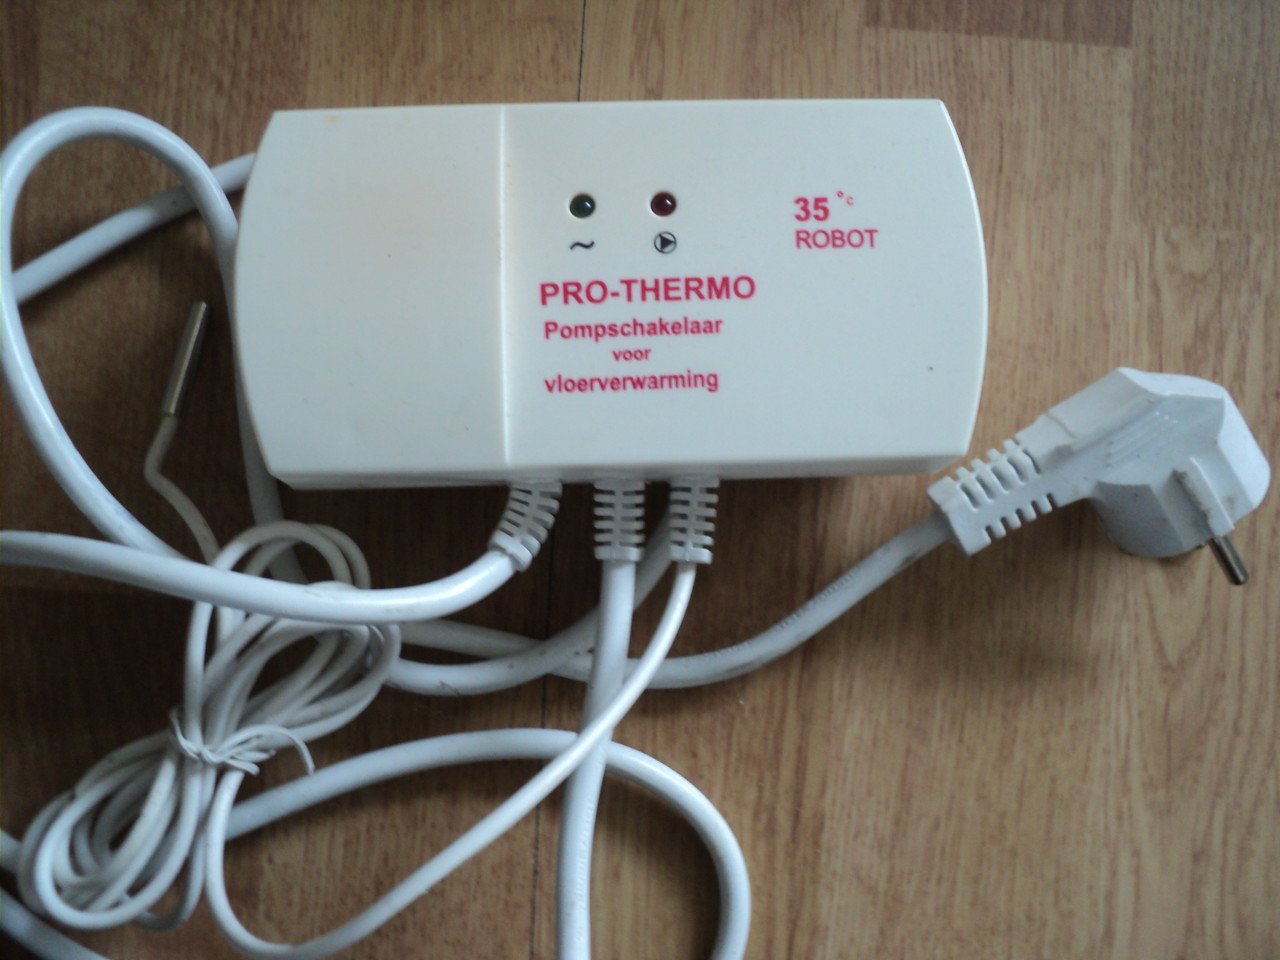 35 °c
ROBOT
~
PRO-THERMO
Pompschakelaar
voor
vloerverwarming